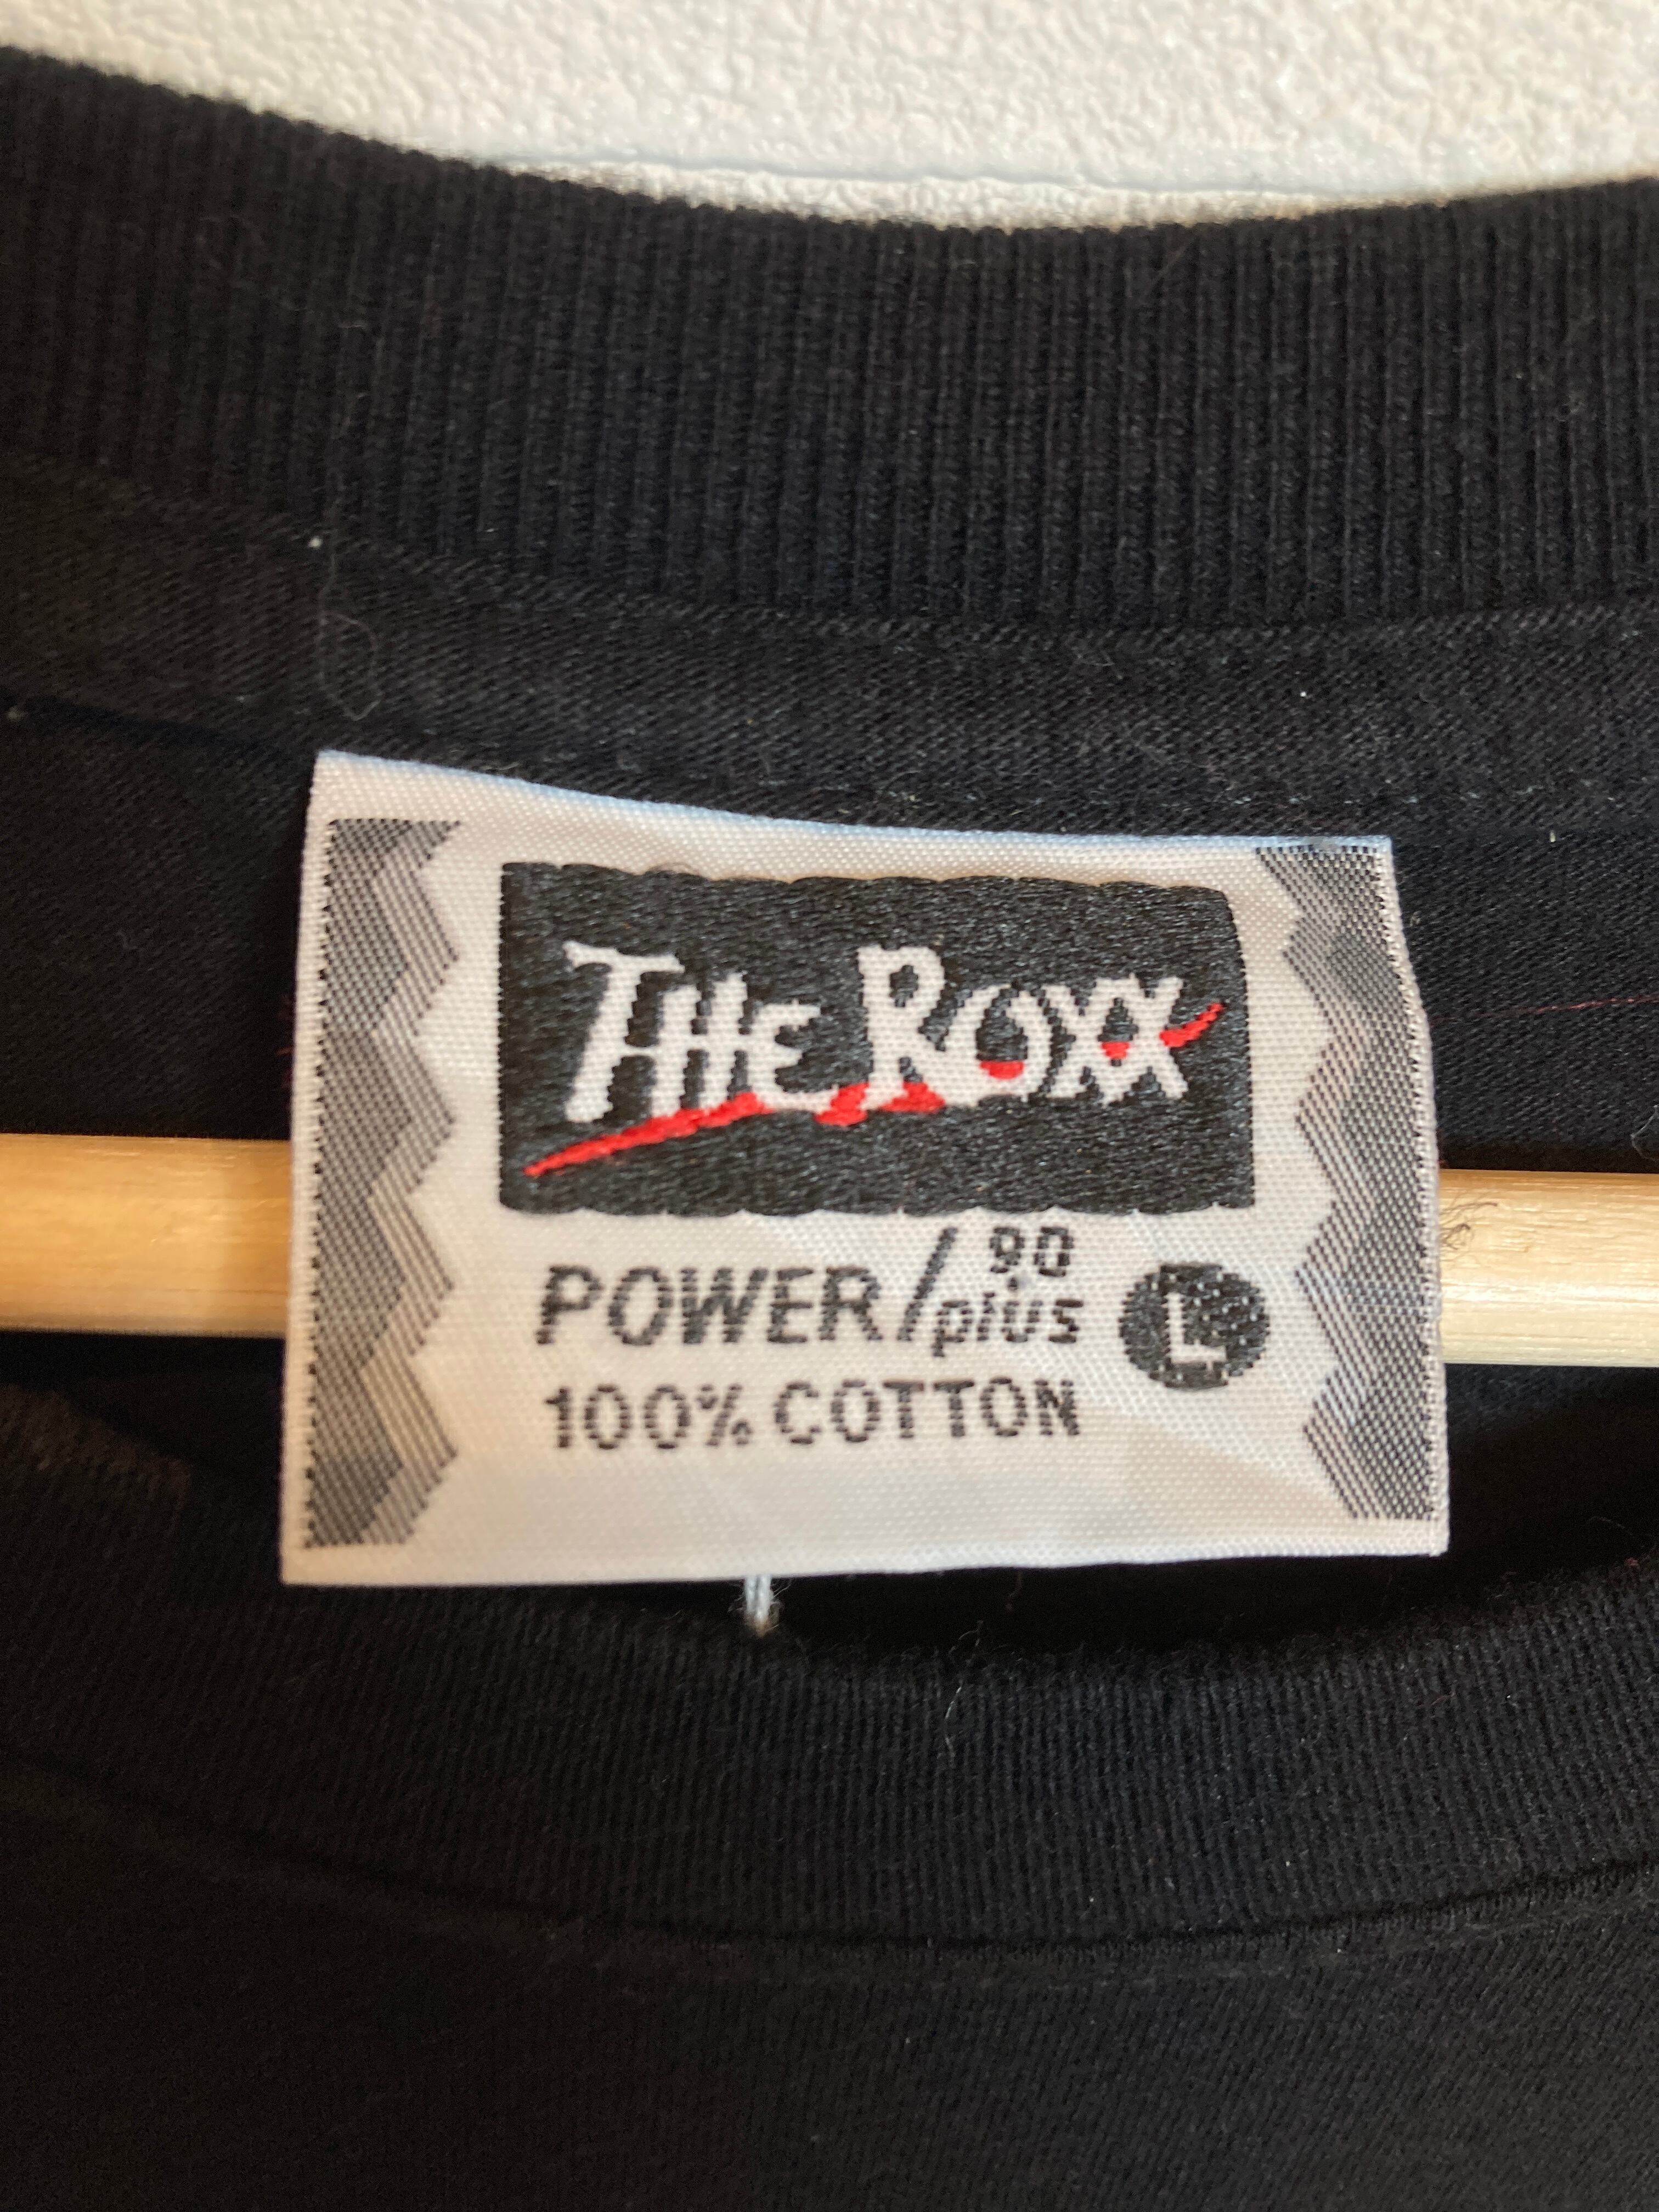 THE ROXX
POWER/90 plus L
100% COTTON